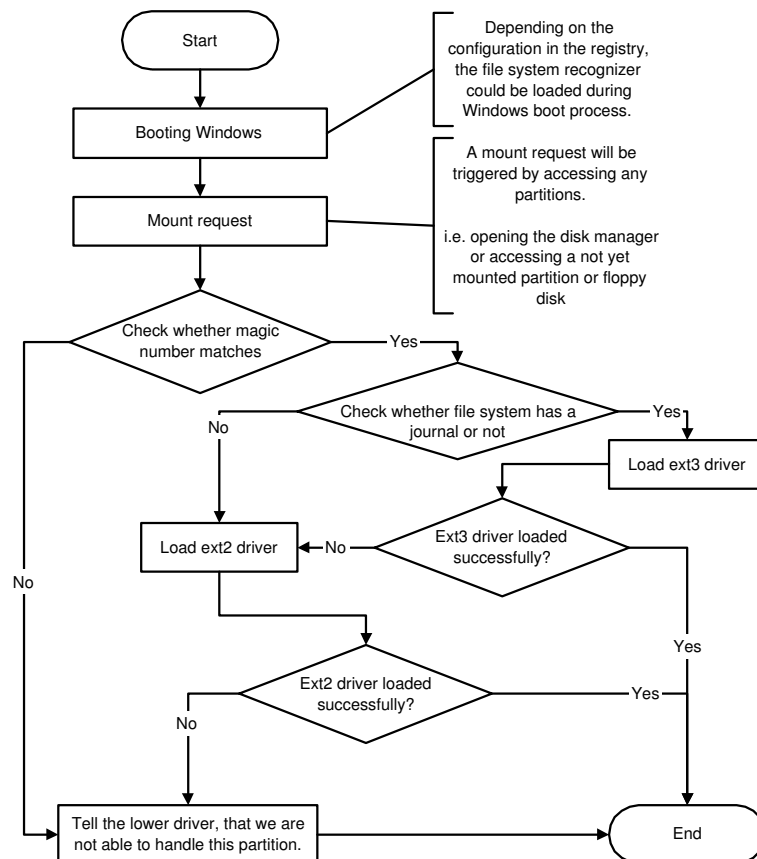 Start
Depending on the
configuration in the registry,
the file system recognizer
could be loaded during
Windows boot process.
Booting Windows
A mount request will be
triggered by accessing any
partitions.
i.e. opening the disk manager
or accessing a not yet
mounted partition or floppy
disk
Mount request
Check whether magic
number matches
Yes
Check whether file system has a
journal or not
Yes
No
Load ext3 driver
Ext3 driver loaded
successfully?
No
Load ext2 driver
No
Yes
Ext2 driver loaded
successfully?
Yes
No
Tell the lower driver, that we are
not able to handle this partition.
End